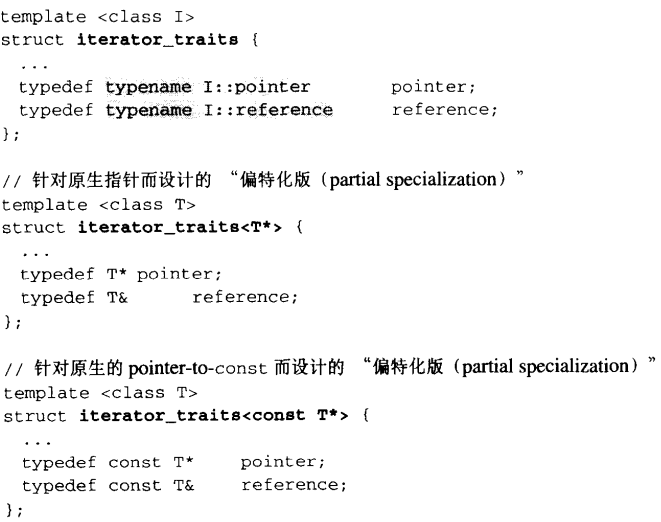 template <class I>
struct iterator_traits {
  ...
  typedef typename I::pointer        pointer;
  typedef typename I::reference      reference;
};
// 针对原生指针而设计的 “偏特化版（partial specialization）”
template <class T>
struct iterator_traits<T*> {
  ...
  typedef T* pointer;
  typedef T&      reference;
};
// 针对原生的 pointer-to-const 而设计的 “偏特化版（partial specialization）”
template <class T>
struct iterator_traits<const T*> {
  ...
  typedef const T*    pointer;
  typedef const T&    reference;
};